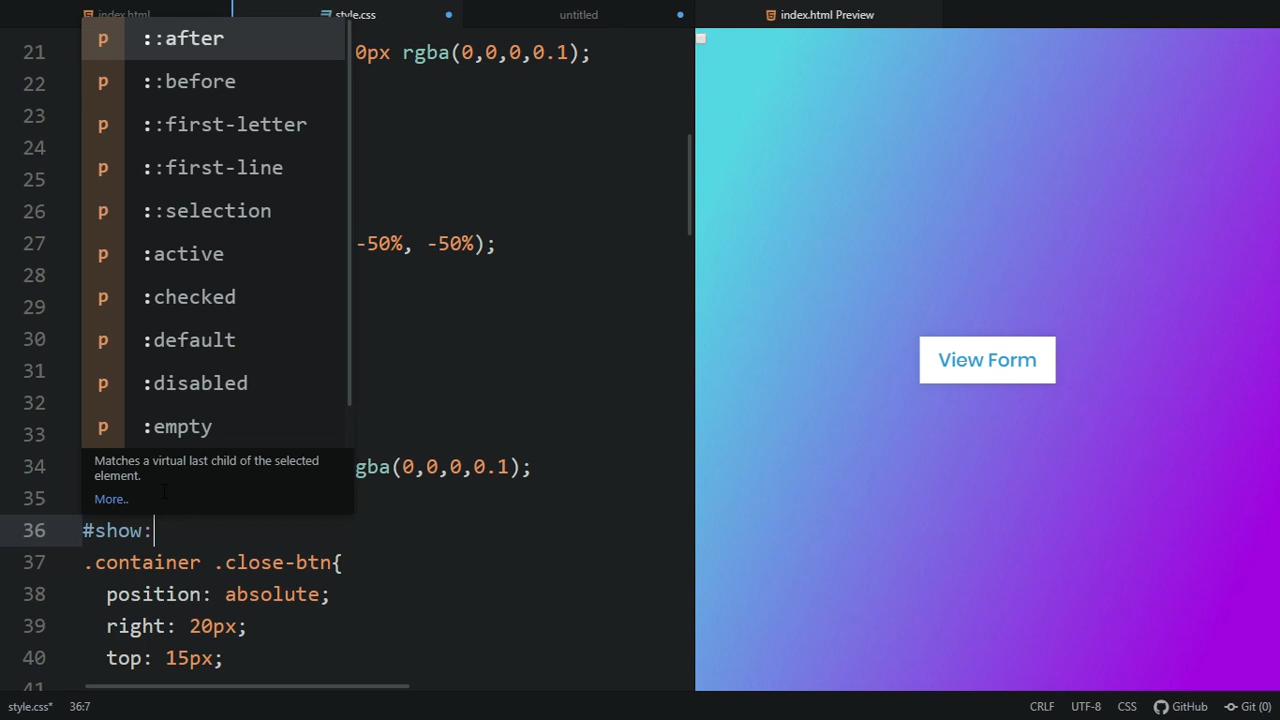 index.html
style.css
untitled
index.html Preview
::after
::before
::first-letter
::first-line
::selection
:active
:checked
:default
:disabled
:empty
Matches a virtual last child of the selected
element.
More..
21 0px rgba(0,0,0,0.1);
22
23
24
25
26
27 -50%, -50%);
28
29
30
31
32
33
34 gba(0,0,0,0.1);
35
36 #show:
37 .container .close-btn{
38 position: absolute;
39 right: 20px;
40 top: 15px;
41
View Form
style.css* 36:7
CRLF UTF-8 CSS GitHub Git (0)